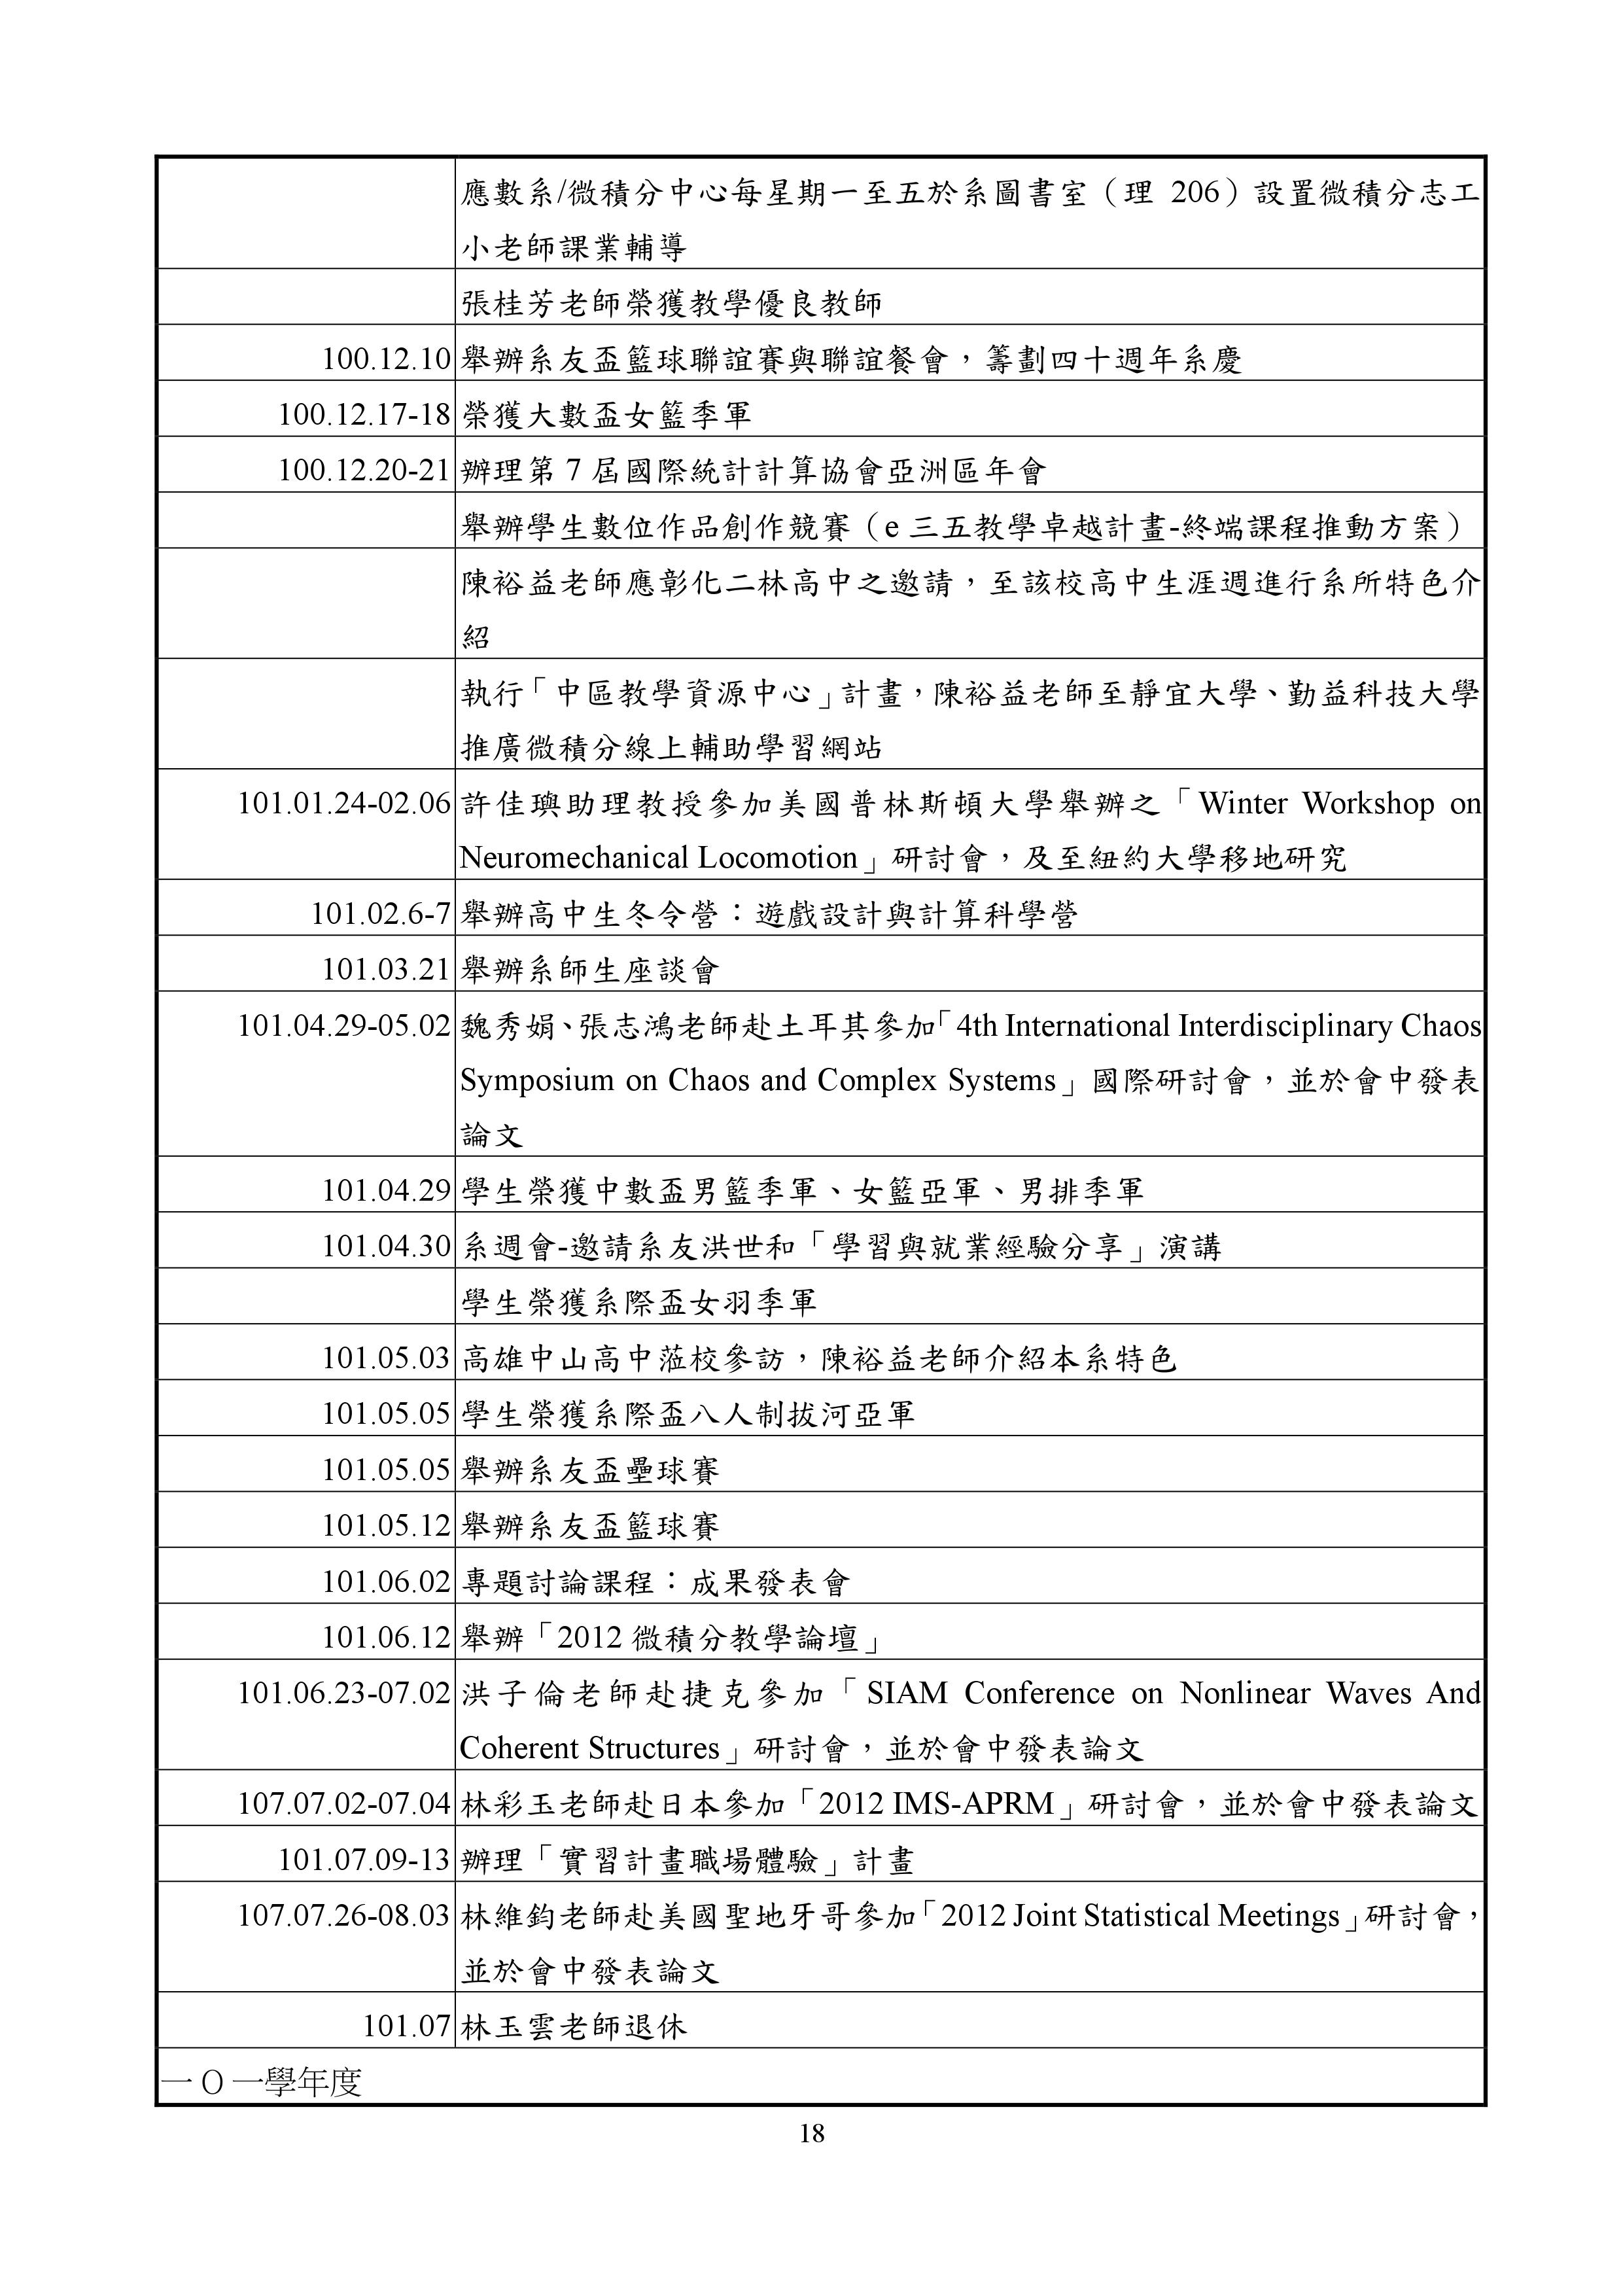 應數系/微積分中心每星期一至五於系圖書室（理 206）設置微積分志工
小老師課業輔導
張桂芳老師榮獲教學優良教師
100.12.10 舉辦系友盃籃球聯誼賽與聯誼餐會，籌劃四十週年系慶
100.12.17-18 榮獲大數盃女籃季軍
100.12.20-21 辦理第 7 屆國際統計計算協會亞洲區年會
舉辦學生數位作品創作競賽（e 三五教學卓越計畫-終端課程推動方案）
陳裕益老師應彰化二林高中之邀請，至該校高中生涯週進行系所特色介
紹
執行「中區教學資源中心」計畫，陳裕益老師至靜宜大學、勤益科技大學
推廣微積分線上輔助學習網站
101.01.24-02.06 許佳璵助理教授參加美國普林斯頓大學舉辦之「Winter Workshop on
Neuromechanical Locomotion」研討會，及至紐約大學移地研究
101.02.6-7 舉辦高中生冬令營：遊戲設計與計算科學營
101.03.21 舉辦系師生座談會
101.04.29-05.02 魏秀娟、張志鴻老師赴土耳其參加「4th International Interdisciplinary Chaos
Symposium on Chaos and Complex Systems」國際研討會，並於會中發表
論文
101.04.29 學生榮獲中數盃男籃季軍、女籃亞軍、男排季軍
101.04.30 系週會-邀請系友洪世和「學習與就業經驗分享」演講
學生榮獲系際盃女羽季軍
101.05.03 高雄中山高中蒞校參訪，陳裕益老師介紹本系特色
101.05.05 學生榮獲系際盃八人制拔河亞軍
101.05.05 舉辦系友盃壘球賽
101.05.12 舉辦系友盃籃球賽
101.06.02 專題討論課程：成果發表會
101.06.12 舉辦「2012 微積分教學論壇」
101.06.23-07.02 洪子倫老師赴捷克參加「SIAM Conference on Nonlinear Waves And
Coherent Structures」研討會，並於會中發表論文
107.07.02-07.04 林彩玉老師赴日本參加「2012 IMS-APRM」研討會，並於會中發表論文
101.07.09-13 辦理「實習計畫職場體驗」計畫
107.07.26-08.03 林維鈞老師赴美國聖地牙哥參加「2012 Joint Statistical Meetings」研討會，
並於會中發表論文
101.07 林玉雲老師退休
一 O 一學年度
18